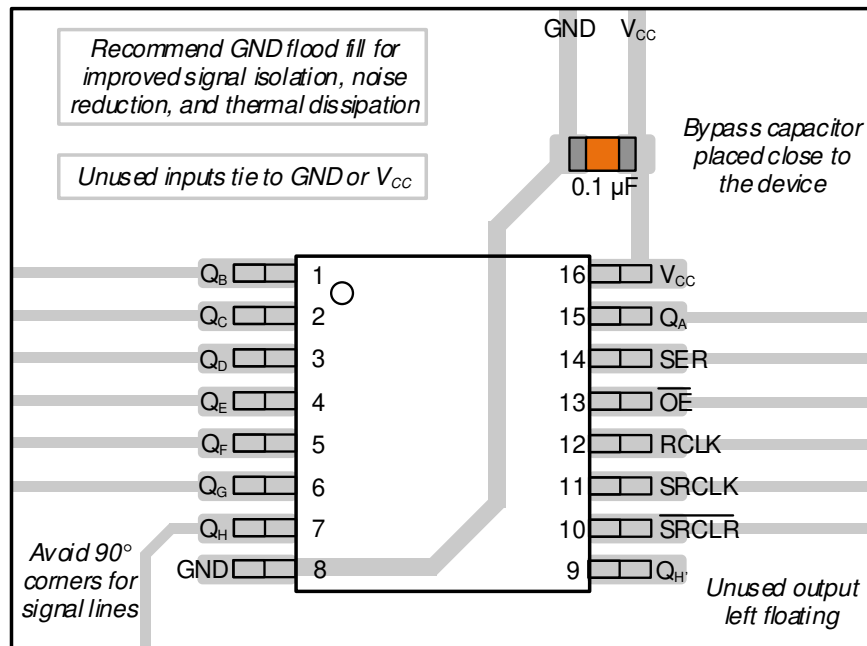 GND V_CC
Recommend GND flood fill for
improved signal isolation, noise
reduction, and thermal dissipation
Unused inputs tie to GND or V_CC
Bypass capacitor
placed close to
the device
0.1 μF
Q_B 1
Q_C 2
Q_D 3
Q_E 4
Q_F 5
Q_G 6
Q_H 7
GND 8
16 V_CC
15 Q_A
14 SER
13 O̅E̅
12 RCLK
11 SRCLK
10 S̅R̅C̅L̅R̅
9 Q_H'
Avoid 90°
corners for
signal lines
Unused output
left floating